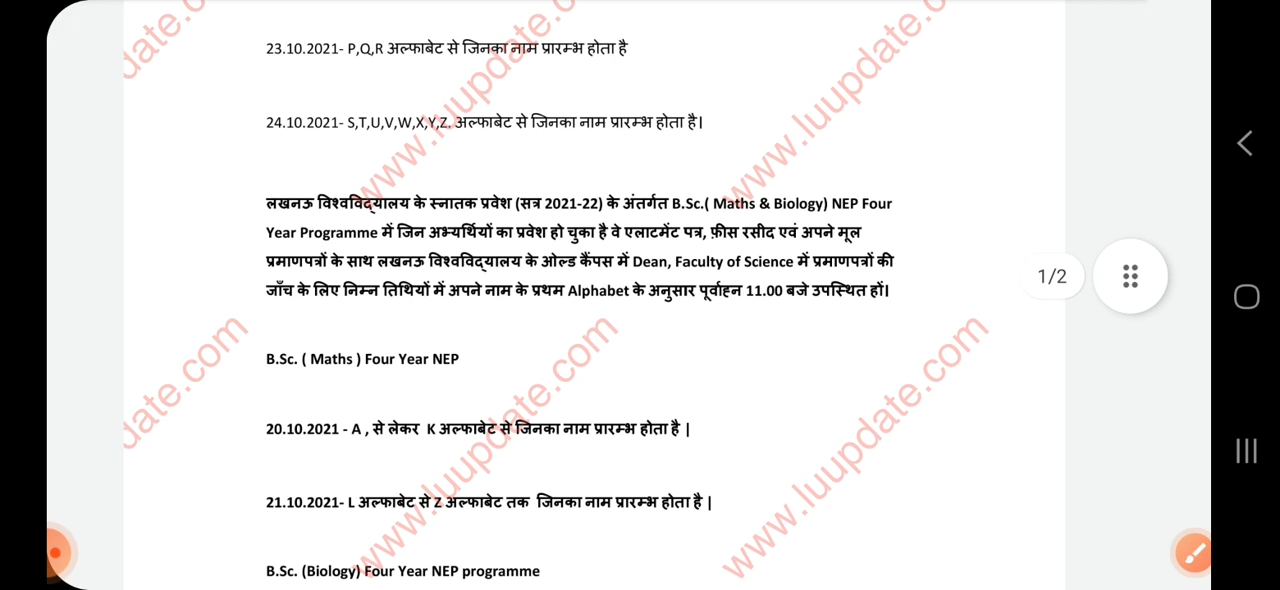 23.10.2021- P,Q,R अल्फाबेट से जिनका नाम प्रारम्भ होता है
24.10.2021- S,T,U,V,W,X,Y,Z. अल्फाबेट से जिनका नाम प्रारम्भ होता है।
लखनऊ विश्वविद्यालय के स्नातक प्रवेश (सत्र 2021-22) के अंतर्गत B.Sc.( Maths & Biology) NEP Four
Year Programme में जिन अभ्यर्थियों का प्रवेश हो चुका है वे एलाटमेंट पत्र, फ़ीस रसीद एवं अपने मूल
प्रमाणपत्रों के साथ लखनऊ विश्वविद्यालय के ओल्ड कैंपस में Dean, Faculty of Science में प्रमाणपत्रों की
जाँच के लिए निम्न तिथियों में अपने नाम के प्रथम Alphabet के अनुसार पूर्वाह्न 11.00 बजे उपस्थित हों।
1/2
B.Sc. ( Maths ) Four Year NEP
20.10.2021 - A , से लेकर K अल्फाबेट से जिनका नाम प्रारम्भ होता है |
21.10.2021- L अल्फाबेट से Z अल्फाबेट तक जिनका नाम प्रारम्भ होता है |
B.Sc. (Biology) Four Year NEP programme
date.c
www.luupdate.c
www.luupdate.c
date.com
www.luupdate.com
www.luupdate.com